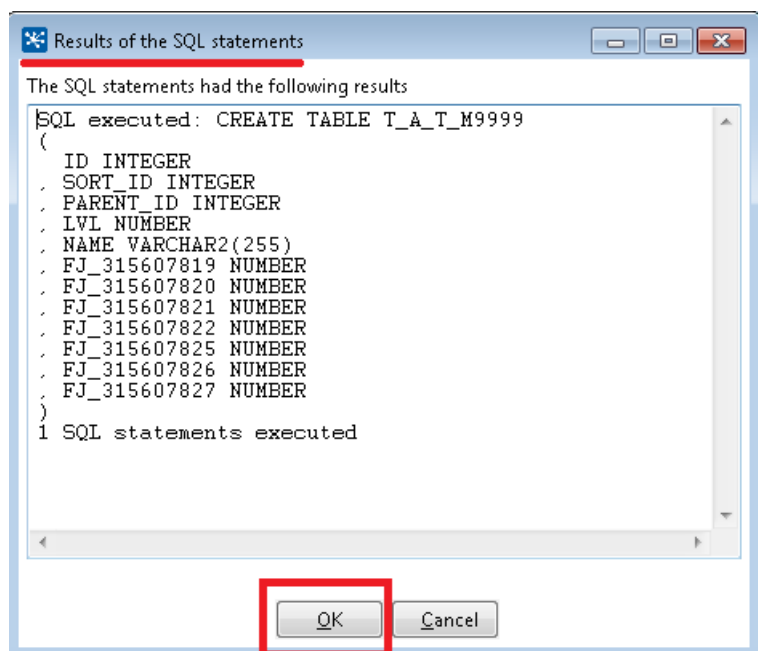 Results of the SQL statements
The SQL statements had the following results
SQL executed: CREATE TABLE T_A_T_M9999
(
  ID INTEGER
, SORT_ID INTEGER
, PARENT_ID INTEGER
, LVL NUMBER
, NAME VARCHAR2(255)
, FJ_315607819 NUMBER
, FJ_315607820 NUMBER
, FJ_315607821 NUMBER
, FJ_315607822 NUMBER
, FJ_315607825 NUMBER
, FJ_315607826 NUMBER
, FJ_315607827 NUMBER
)
1 SQL statements executed
OK Cancel